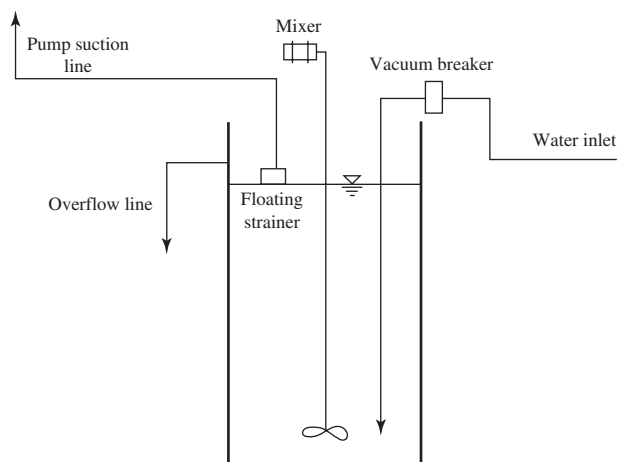 Mixer
Pump suction
line
Vacuum breaker
Water inlet
Overflow line
Floating
strainer